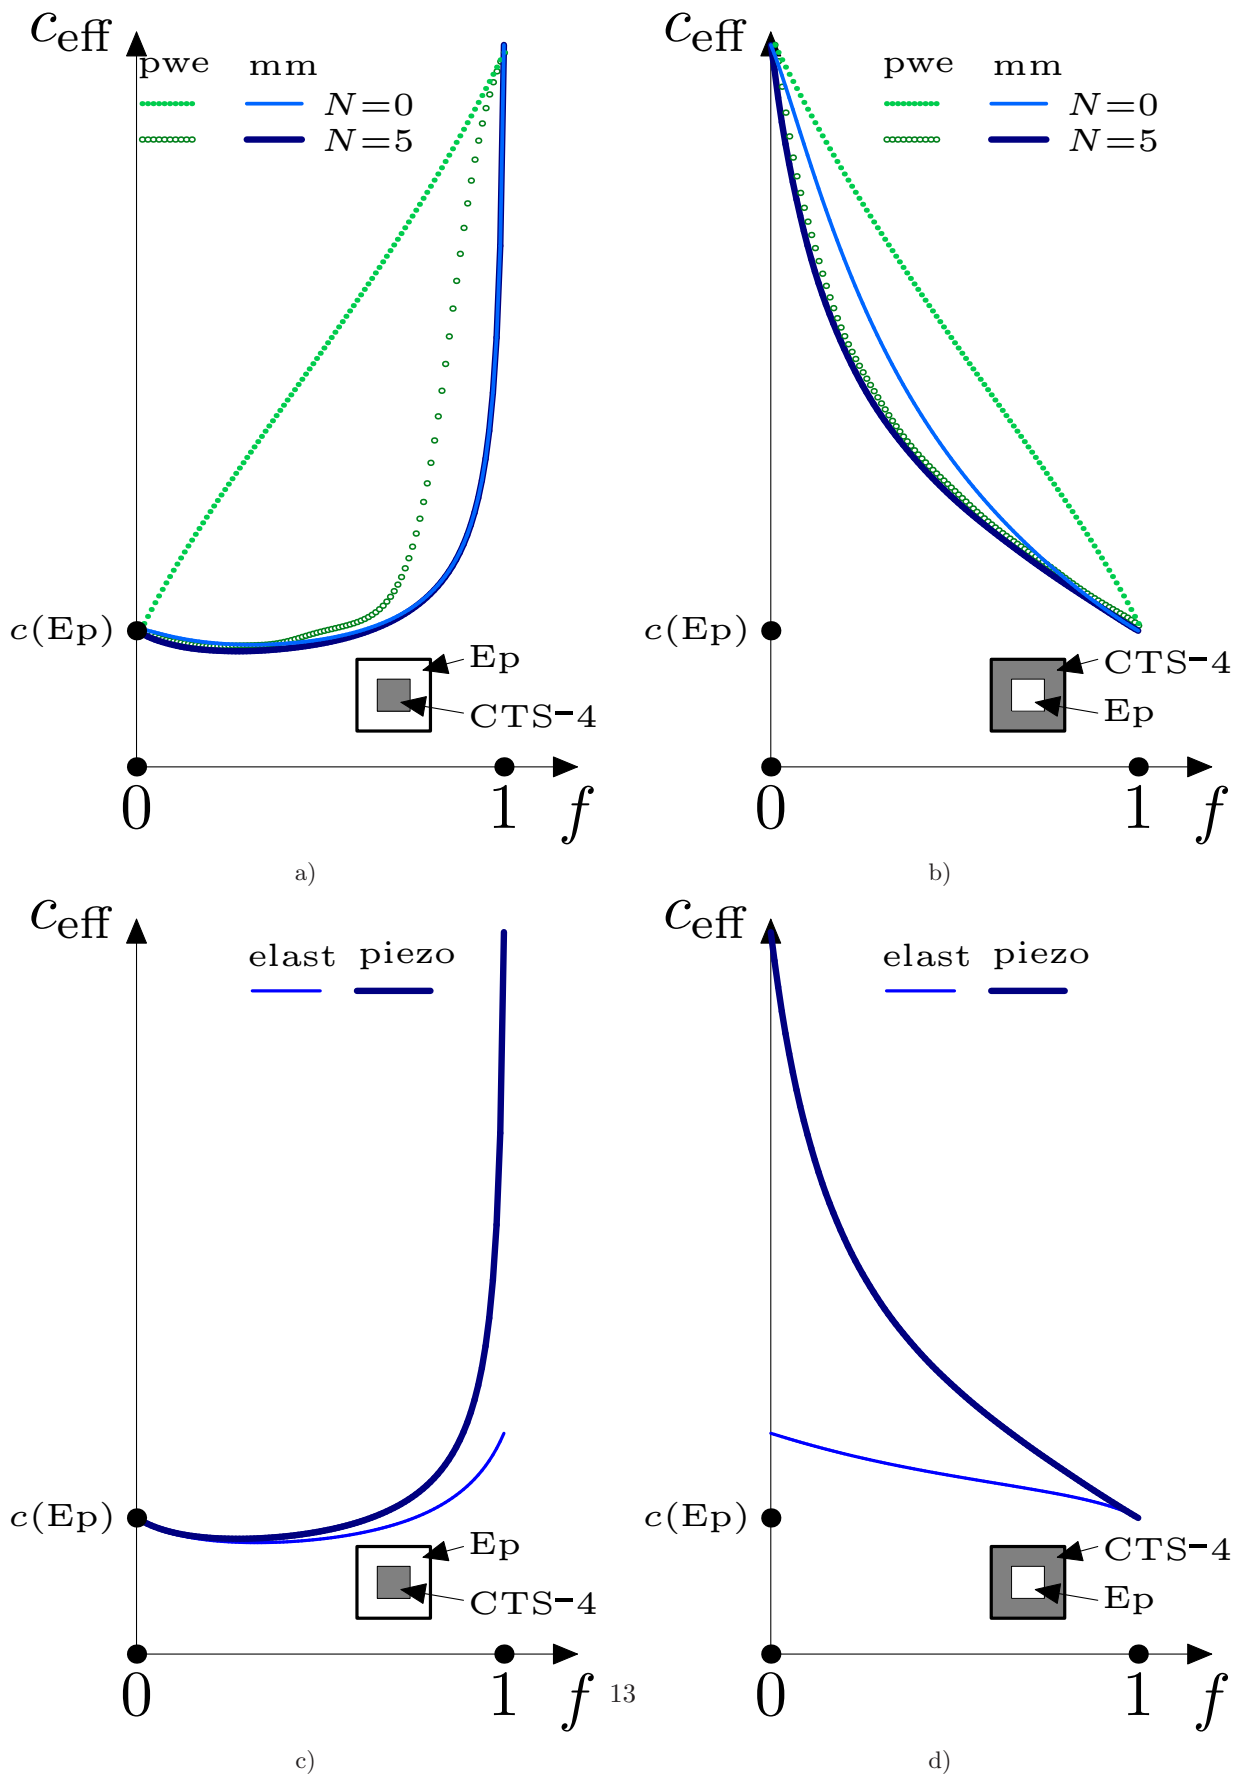 c_eff c_eff
pwe mm pwe mm
N=0 N=0
N=5 N=5
c(Ep) c(Ep)
Ep CTS-4
CTS-4 Ep
0 1 f 0 1 f
a) b)
c_eff c_eff
elast piezo elast piezo
c(Ep) c(Ep)
Ep CTS-4
CTS-4 Ep
0 1 f 13 0 1 f
c) d)